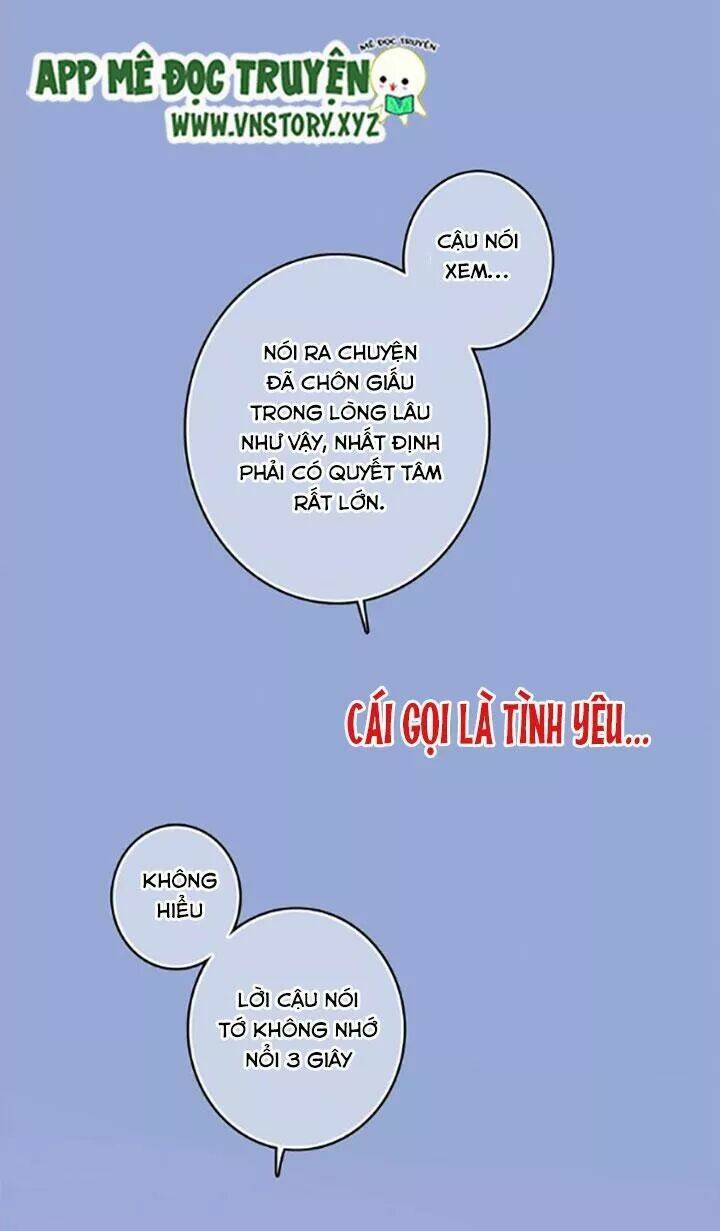 MÊ ĐỌC TRUYỆN
APP MÊ ĐỌC TRUYỆN
WWW.VNSTORY.XYZ
CẬU NÓI
XEM...
NÓI RA CHUYỆN
ĐÃ CHÔN GIẤU
TRONG LÒNG LÂU
NHƯ VẬY, NHẤT ĐỊNH
PHẢI CÓ QUYẾT TÂM
RẤT LỚN.
CÁI GỌI LÀ TÌNH YÊU...
KHÔNG
HIỂU
LỜI CẬU NÓI
TỚ KHÔNG NHỚ
NỔI 3 GIÂY